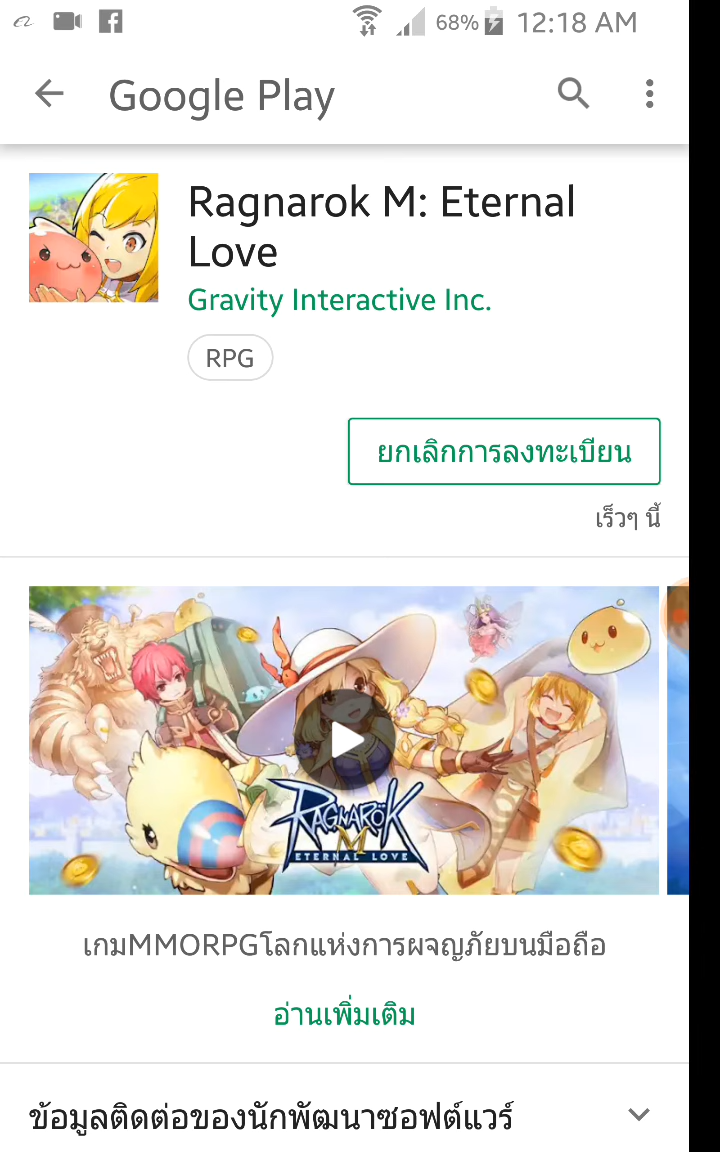 68% 12:18 AM
Google Play
Ragnarok M: Eternal
Love
Gravity Interactive Inc.
RPG
ยกเลิกการลงทะเบียน
เร็วๆ นี้
RAGNARÖK
M
ETERNAL LOVE
เกมMMORPGโลกแห่งการผจญภัยบนมือถือ
อ่านเพิ่มเติม
ข้อมูลติดต่อของนักพัฒนาซอฟต์แวร์